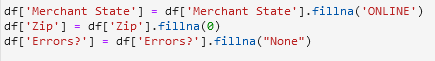 df['Merchant State'] = df['Merchant State'].fillna('ONLINE')
df['Zip'] = df['Zip'].fillna(0)
df['Errors?'] = df['Errors?'].fillna("None")